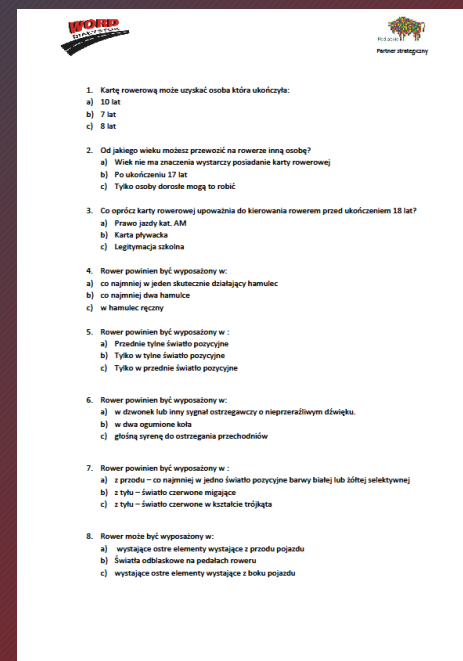 WORD
BIAŁYSTOK
Podlaskie
Partner strategiczny
1. Kartę rowerową może uzyskać osoba która ukończyła:
a) 10 lat
b) 7 lat
c) 8 lat
2. Od jakiego wieku możesz przewozić na rowerze inną osobę?
a) Wiek nie ma znaczenia wystarczy posiadanie karty rowerowej
b) Po ukończeniu 17 lat
c) Tylko osoby dorosłe mogą to robić
3. Co oprócz karty rowerowej upoważnia do kierowania rowerem przed ukończeniem 18 lat?
a) Prawo jazdy kat. AM
b) Karta pływacka
c) Legitymacja szkolna
4. Rower powinien być wyposażony w:
a) co najmniej w jeden skutecznie działający hamulec
b) co najmniej dwa hamulce
c) w hamulec ręczny
5. Rower powinien być wyposażony w :
a) Przednie tylne światło pozycyjne
b) Tylko w tylne światło pozycyjne
c) Tylko w przednie światło pozycyjne
6. Rower powinien być wyposażony w:
a) w dzwonek lub inny sygnał ostrzegawczy o nieprzeraźliwym dźwięku.
b) w dwa ogumione koła
c) głośną syrenę do ostrzegania przechodniów
7. Rower powinien być wyposażony w :
a) z przodu – co najmniej w jedno światło pozycyjne barwy białej lub żółtej selektywnej
b) z tyłu – światło czerwone migające
c) z tyłu – światło czerwone w kształcie trójkąta
8. Rower może być wyposażony w:
a) wystające ostre elementy wystające z przodu pojazdu
b) Światła odblaskowe na pedałach roweru
c) wystające ostre elementy wystające z boku pojazdu